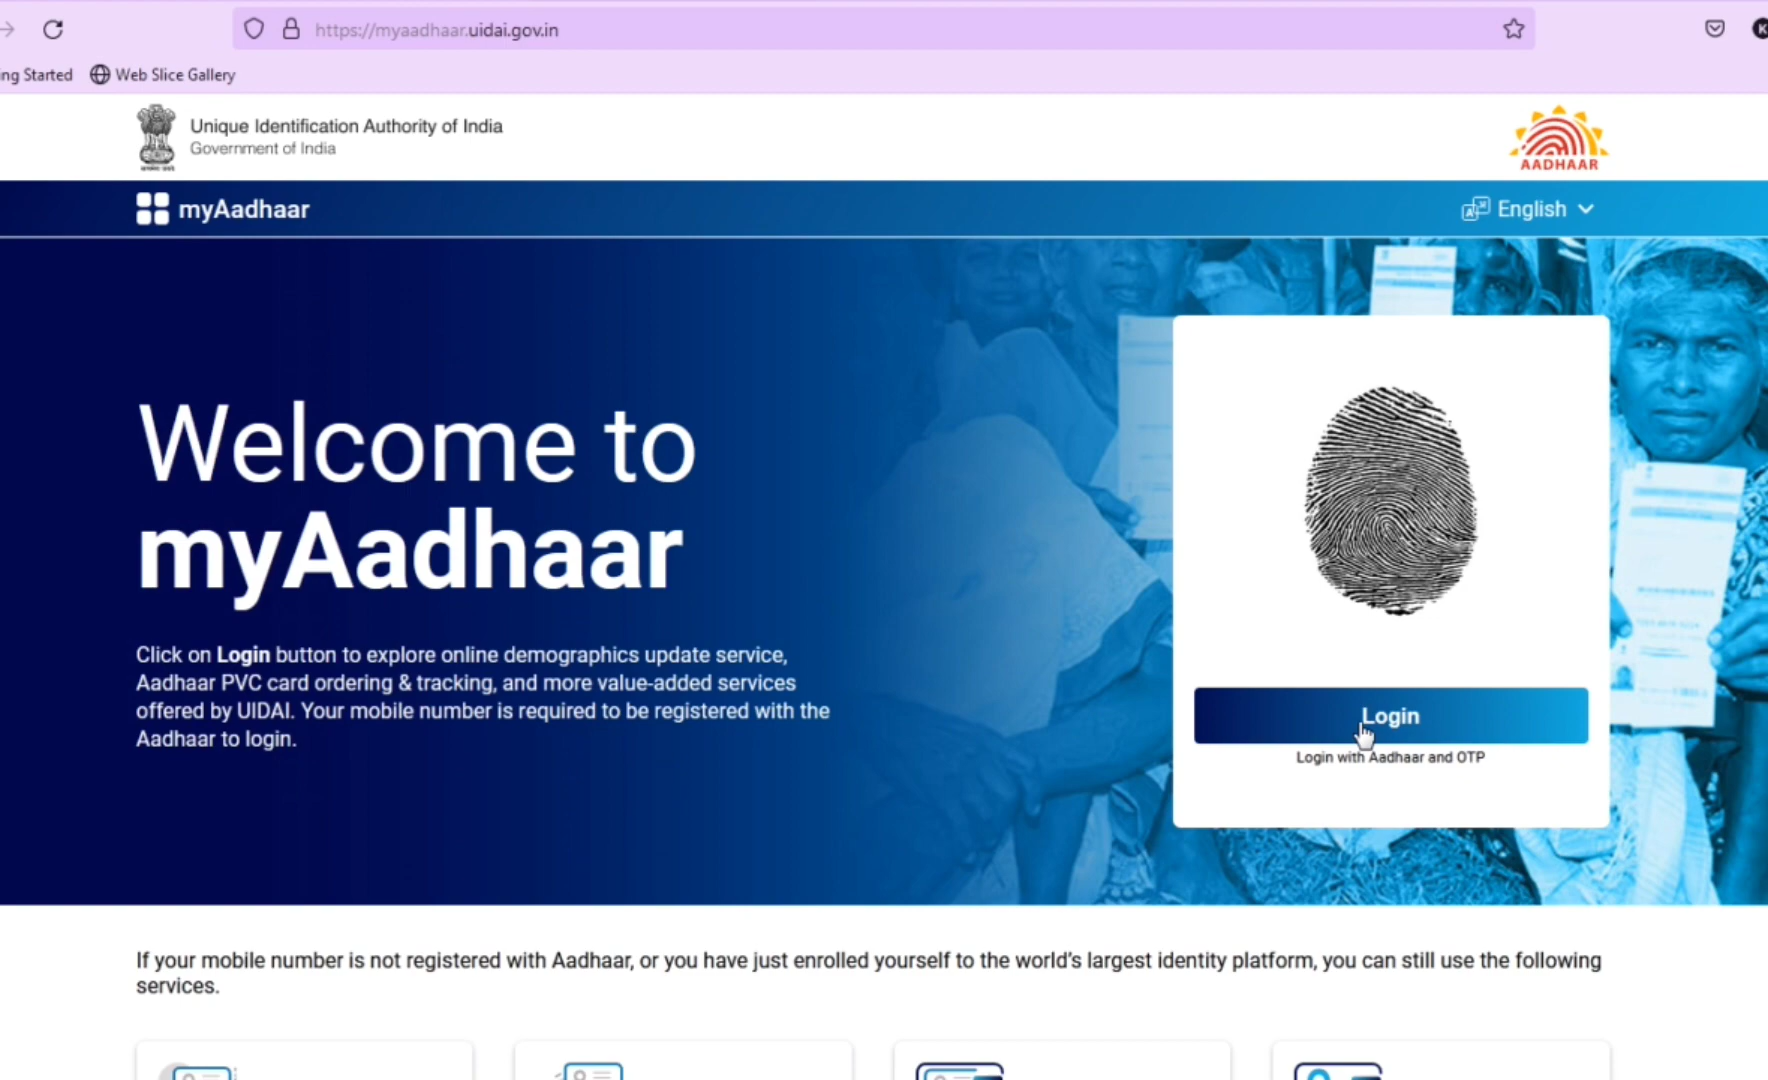 https://myaadhaar.uidai.gov.in
ing Started
Web Slice Gallery
Unique Identification Authority of India
Government of India
AADHAAR
myAadhaar
English
Welcome to
myAadhaar
Click on Login button to explore online demographics update service,
Aadhaar PVC card ordering & tracking, and more value-added services
offered by UIDAI. Your mobile number is required to be registered with the
Aadhaar to login.
Login
Login with Aadhaar and OTP
If your mobile number is not registered with Aadhaar, or you have just enrolled yourself to the world's largest identity platform, you can still use the following
services.